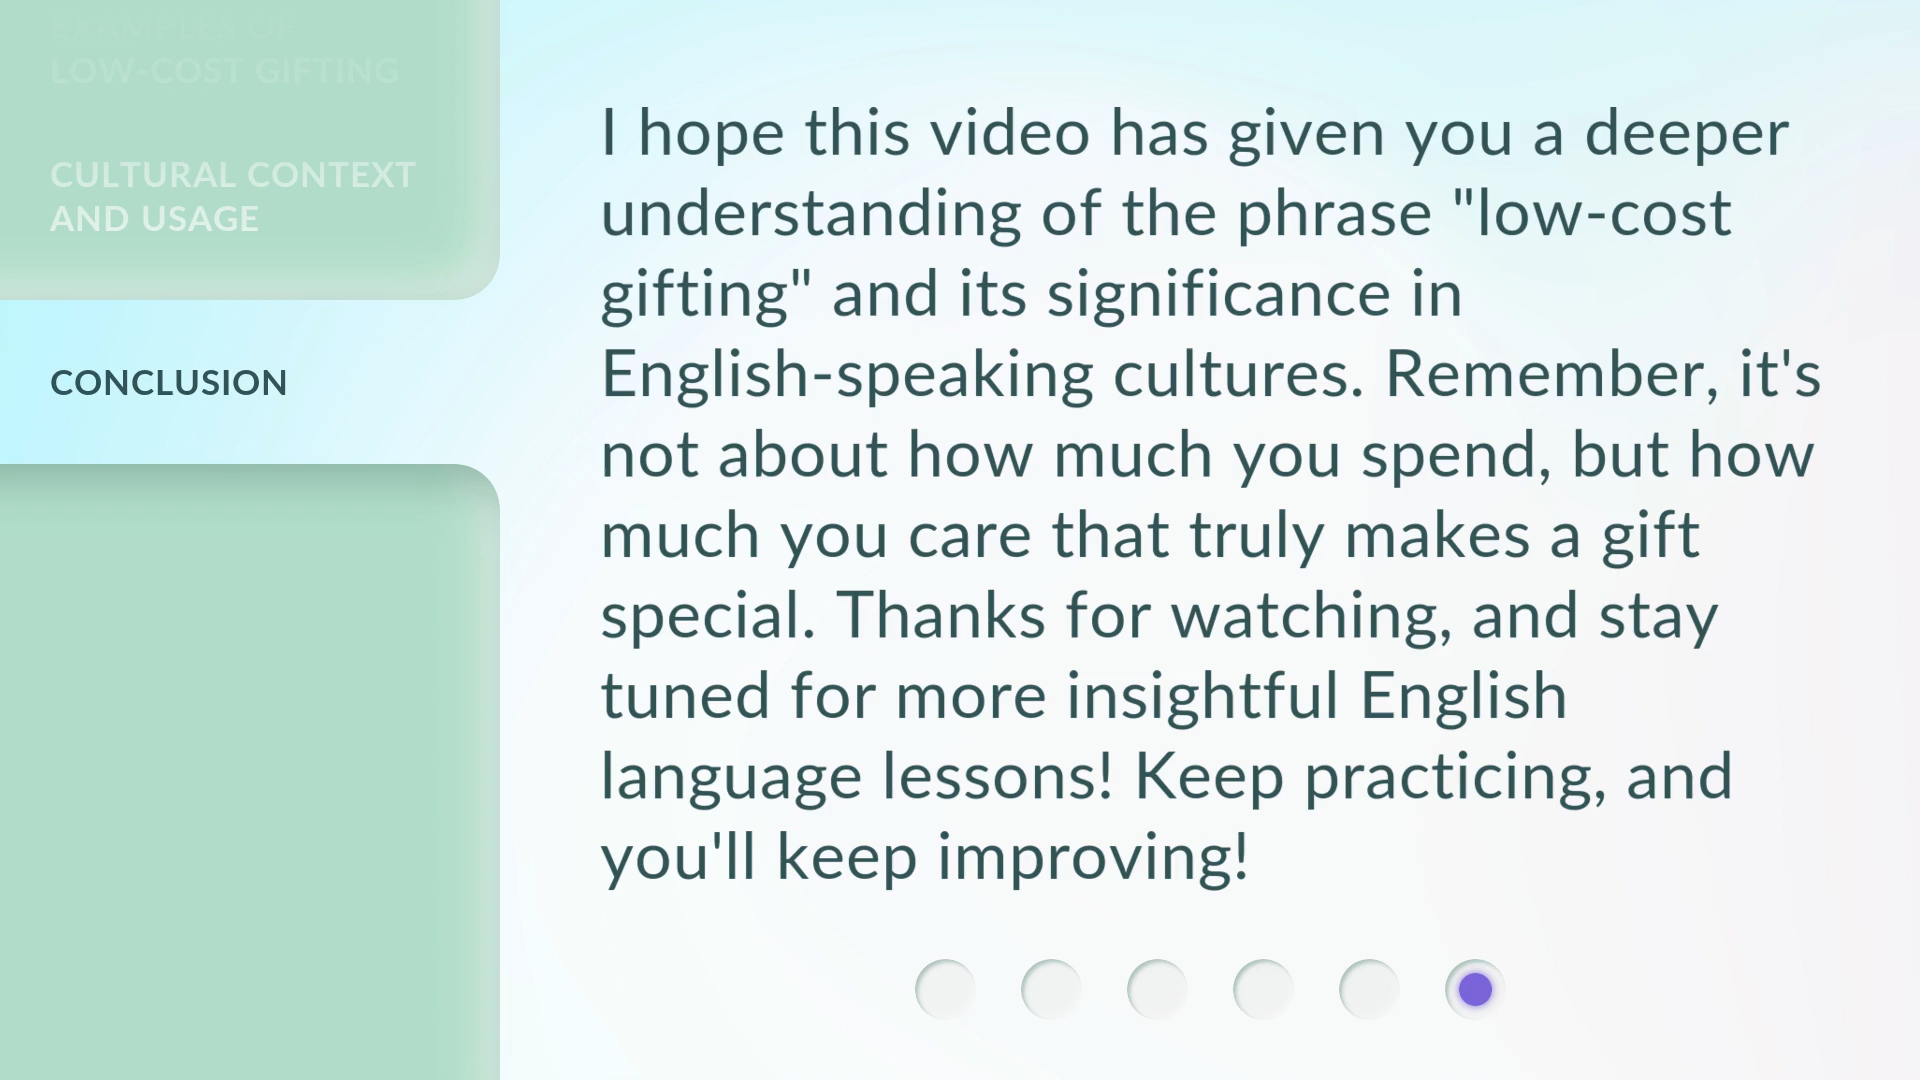 EXAMPLES OF
LOW-COST GIFTING
CULTURAL CONTEXT
AND USAGE
CONCLUSION
I hope this video has given you a deeper
understanding of the phrase "low-cost
gifting" and its significance in
English-speaking cultures. Remember, it's
not about how much you spend, but how
much you care that truly makes a gift
special. Thanks for watching, and stay
tuned for more insightful English
language lessons! Keep practicing, and
you'll keep improving!